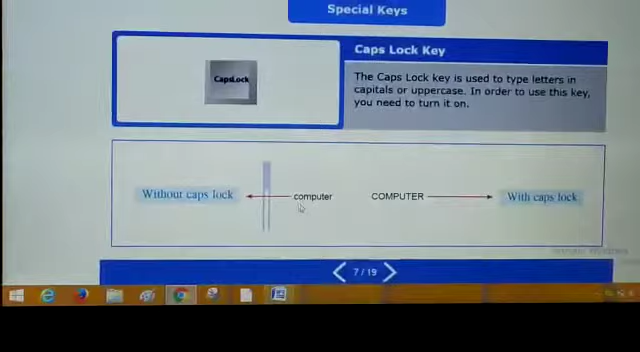 Special Keys
Caps Lock Key
CapsLock
The Caps Lock key is used to type letters in
capitals or uppercase. In order to use this key,
you need to turn it on.
Without caps lock
computer
COMPUTER
With caps lock
7 / 19